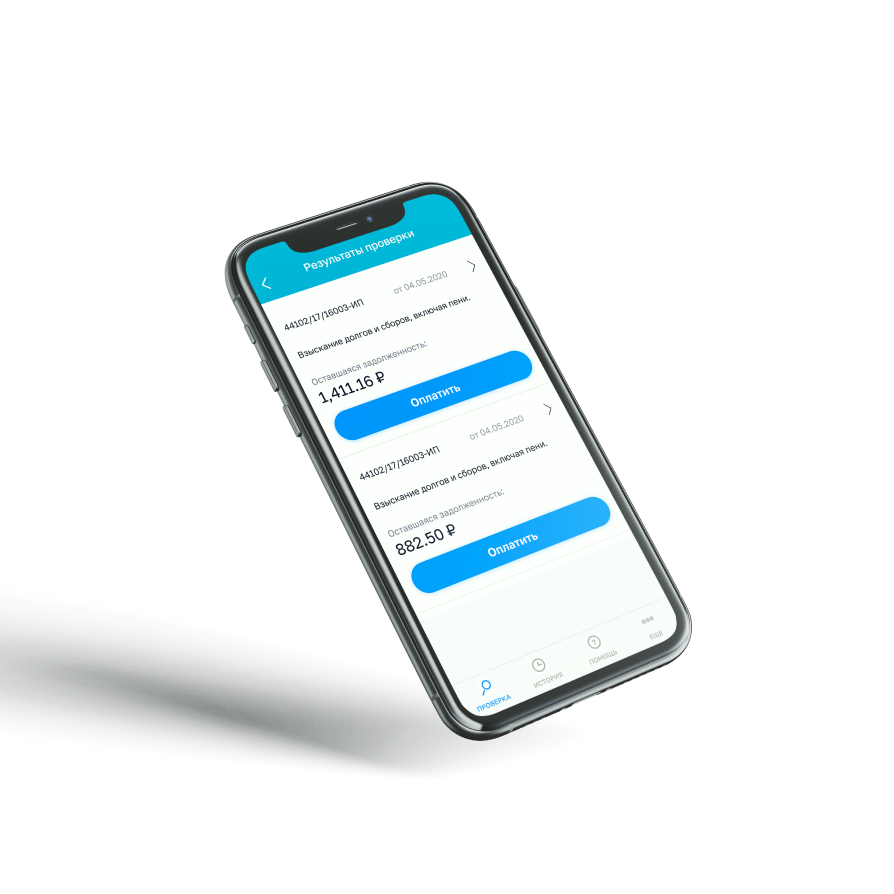 Результаты проверки
44102/17/16003-ИП от 04.05.2020
Взыскание долгов и сборов, включая пени.
Оставшаяся задолженность:
1,411.16 ₽
Оплатить
44102/17/16003-ИП от 04.05.2020
Взыскание долгов и сборов, включая пени.
Оставшаяся задолженность:
882.50 ₽
Оплатить
ПРОВЕРКА ИСТОРИЯ ПОМОЩЬ ЕЩЕ